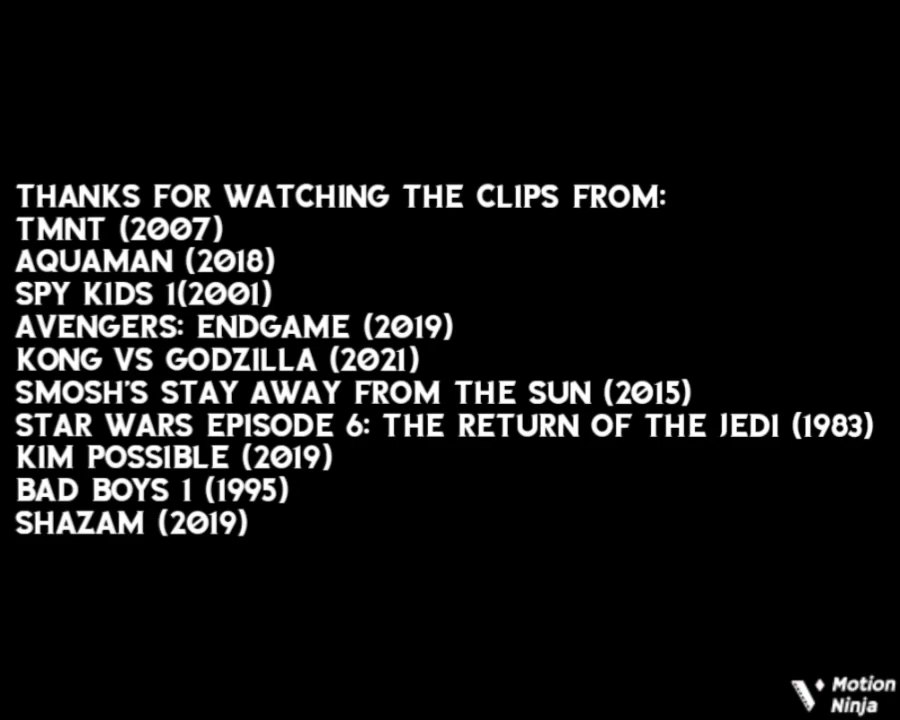 THANKS FOR WATCHING THE CLIPS FROM:
TMNT (2007)
AQUAMAN (2018)
SPY KIDS 1(2001)
AVENGERS: ENDGAME (2019)
KONG VS GODZILLA (2021)
SMOSH'S STAY AWAY FROM THE SUN (2015)
STAR WARS EPISODE 6: THE RETURN OF THE JEDI (1983)
KIM POSSIBLE (2019)
BAD BOYS 1 (1995)
SHAZAM (2019)
Motion
Ninja